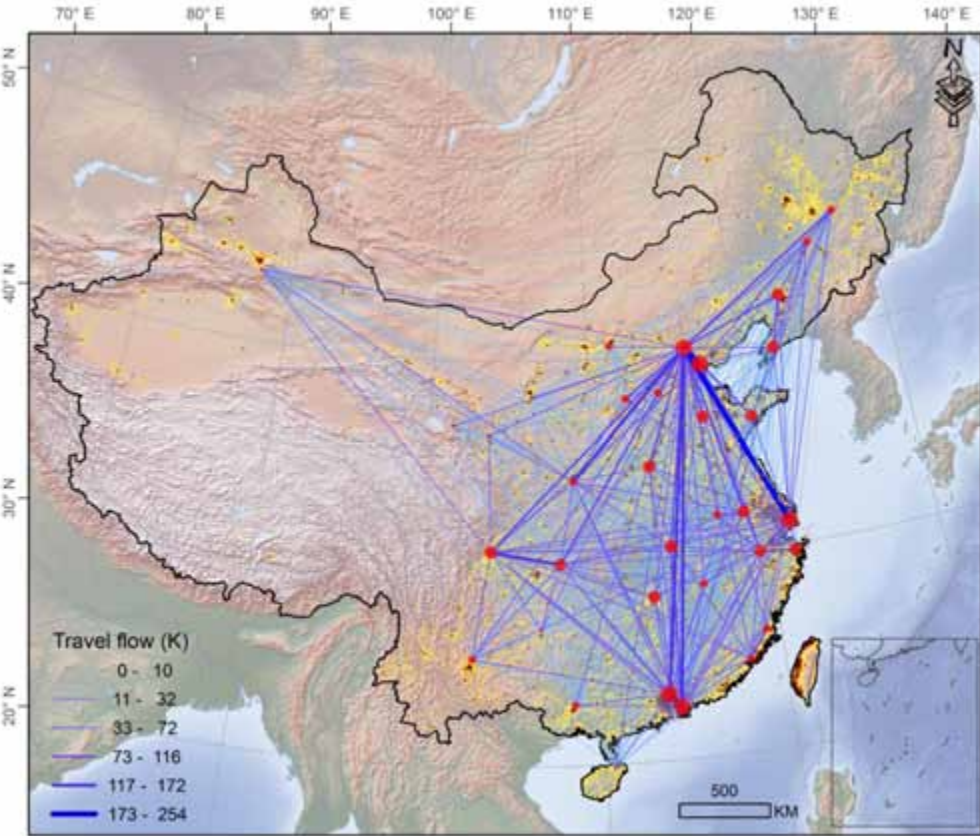 70° E 80° E 90° E 100° E 110° E 120° E 130° E 140° E
N
50° N
40° N
30° N
20° N
Travel flow (K)
0 - 10
11 - 32
33 - 72
73 - 116
117 - 172
173 - 254
500
KM